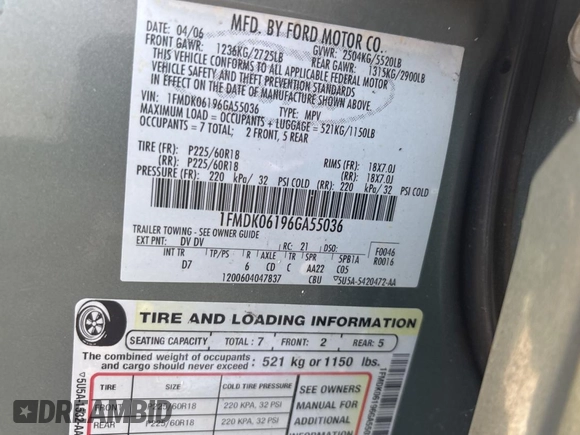 MFD. BY FORD MOTOR CO.
DATE: 04/06
GVWR: 2504KG/5520LB
FRONT GAWR: 1236KG/2725LB
REAR GAWR: 1315KG/2900LB
THIS VEHICLE CONFORMS TO ALL APPLICABLE FEDERAL MOTOR
VEHICLE SAFETY AND THEFT PREVENTION STANDARDS
IN EFFECT ON THE DATE OF MANUFACTURE SHOWN ABOVE.
VIN: 1FMDK06196GA55036
TYPE: MPV
MAXIMUM LOAD = OCCUPANTS + LUGGAGE = 521KG/1150LB
OCCUPANTS = 7 TOTAL: 2 FRONT, 5 REAR
TIRE (FR): P225/60R18 RIMS (FR): 18X7.0J
(RR): P225/60R18 (RR): 18X7.0J
PRESSURE (FR): 220 kPa/ 32 PSI COLD (RR): 220 kPa/ 32 PSI COLD
1FMDK06196GA55036
TRAILER TOWING - SEE OWNER GUIDE
EXT PNT: DV DV RC: 21 DSO: F0046
INT TR TP/PS R AXLE TR SPR SPBTA R0016
D7 6 CD C AA22 C05
1200604047837 CBU 5U5A-5420472-AA
TIRE AND LOADING INFORMATION
SEATING CAPACITY TOTAL: 7 FRONT: 2 REAR: 5
The combined weight of occupants
and cargo should never exceed: 521 kg or 1150 lbs.
TIRE SIZE COLD TIRE PRESSURE SEE OWNERS
FRONT P225/60R18 220 KPA, 32 PSI MANUAL FOR
REAR P225/60R18 220 KPA, 32 PSI ADDITIONAL
DREAMBID.COM